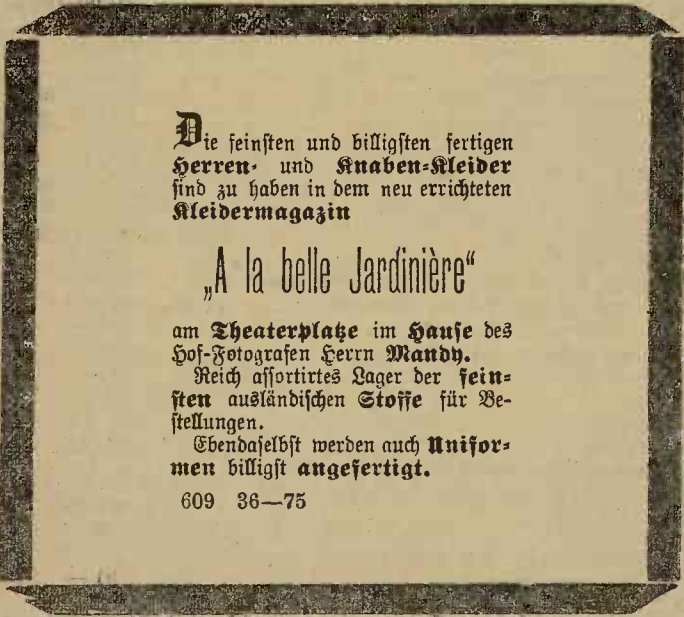 Die feinsten und billigsten fertigen
Herren- und Knaben-Kleider
sind zu haben in dem neu errichteten
Kleidermagazin
„A la belle Jardinière“
am Theaterplatze im Hause des
Hof-Fotografen Herrn Mandy.
Reich assortirtes Lager der fein-
sten ausländischen Stoffe für Be-
stellungen.
Ebendaselbst werden auch Unifor-
men billigst angefertigt.
609 36—75